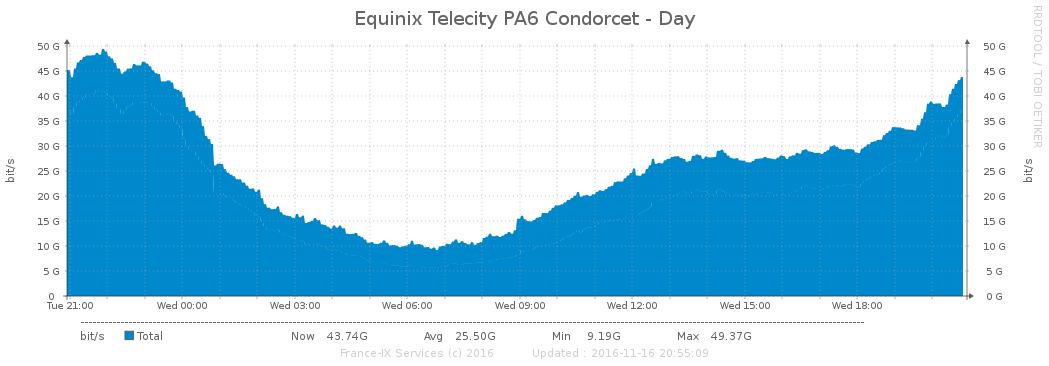 Equinix Telecity PA6 Condorcet - Day
RRDTOOL / TOBI OETIKER
bit/s
50 G 50 G
45 G 45 G
40 G 40 G
35 G 35 G
30 G 30 G
25 G 25 G
20 G 20 G
15 G 15 G
10 G 10 G
5 G 5 G
0 0 G
bit/s
Tue 21:00 Wed 00:00 Wed 03:00 Wed 06:00 Wed 09:00 Wed 12:00 Wed 15:00 Wed 18:00
bit/s Total Now 43.74G Avg 25.50G Min 9.19G Max 49.37G
France-IX Services (c) 2016 Updated : 2016-11-16 20:55:09